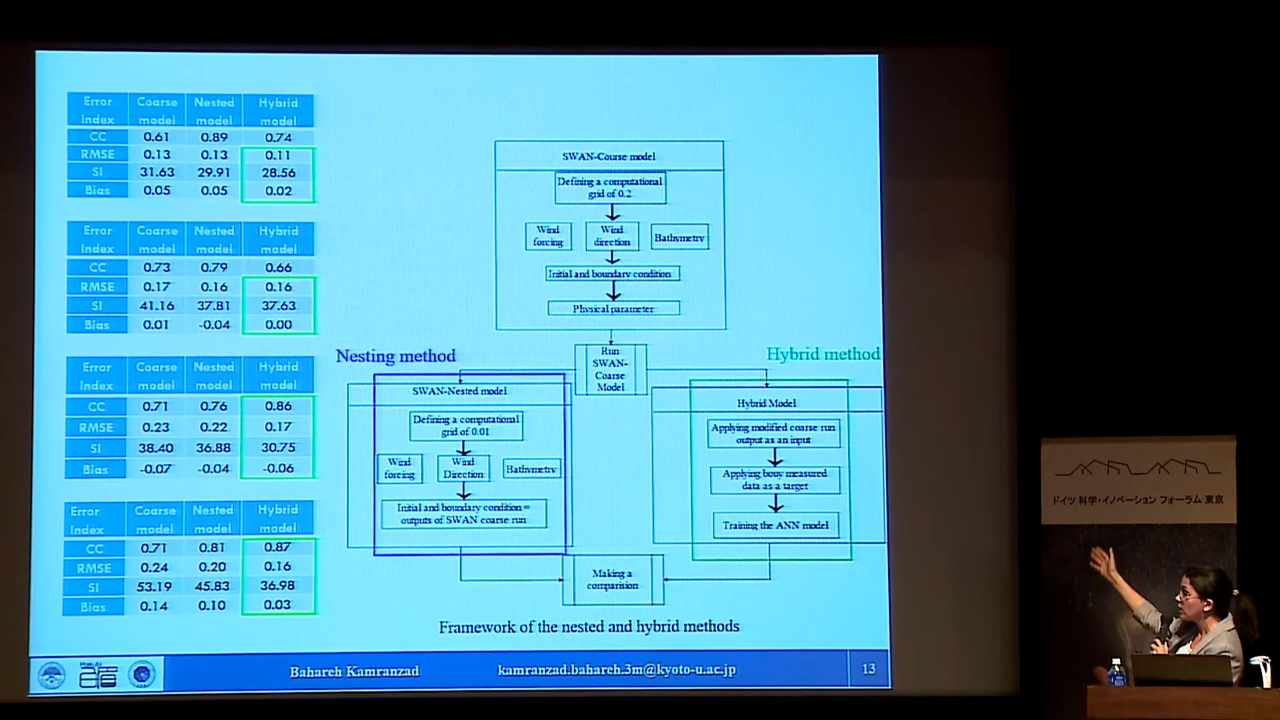 Error Index Coarse model Nested model Hybrid model
CC 0.61 0.89 0.74
RMSE 0.13 0.13 0.11
SI 31.63 29.91 28.56
Bias 0.05 0.05 0.02
Error Index Coarse model Nested model Hybrid model
CC 0.73 0.79 0.66
RMSE 0.17 0.16 0.16
SI 41.16 37.81 37.63
Bias 0.01 -0.04 0.00
Error Index Coarse model Nested model Hybrid model
CC 0.71 0.76 0.86
RMSE 0.23 0.22 0.17
SI 38.40 36.88 30.75
Bias -0.07 -0.04 -0.06
Error Index Coarse model Nested model Hybrid model
CC 0.71 0.81 0.87
RMSE 0.24 0.20 0.16
SI 53.19 45.83 36.98
Bias 0.14 0.10 0.03
SWAN-Course model
Defining a computational
grid of 0.2
Wind
forcing
Wind
direction
Bathymetry
Initial and boundary condition
Physical parameter
Run
SWAN-
Coarse
Model
Nesting method
SWAN-Nested model
Defining a computational
grid of 0.01
Wind
forcing
Wind
Direction
Bathymetry
Initial and boundary condition =
outputs of SWAN coarse run
Hybrid method
Hybrid Model
Applying modified coarse run
output as an input
Applying bouy measured
data as a target
Training the ANN model
Making a
comparision
Framework of the nested and hybrid methods
Bahareh Kamranzad kamranzad.bahareh.3m@kyoto-u.ac.jp 13
ドイツ 科学・イノベーション フォーラム 東京